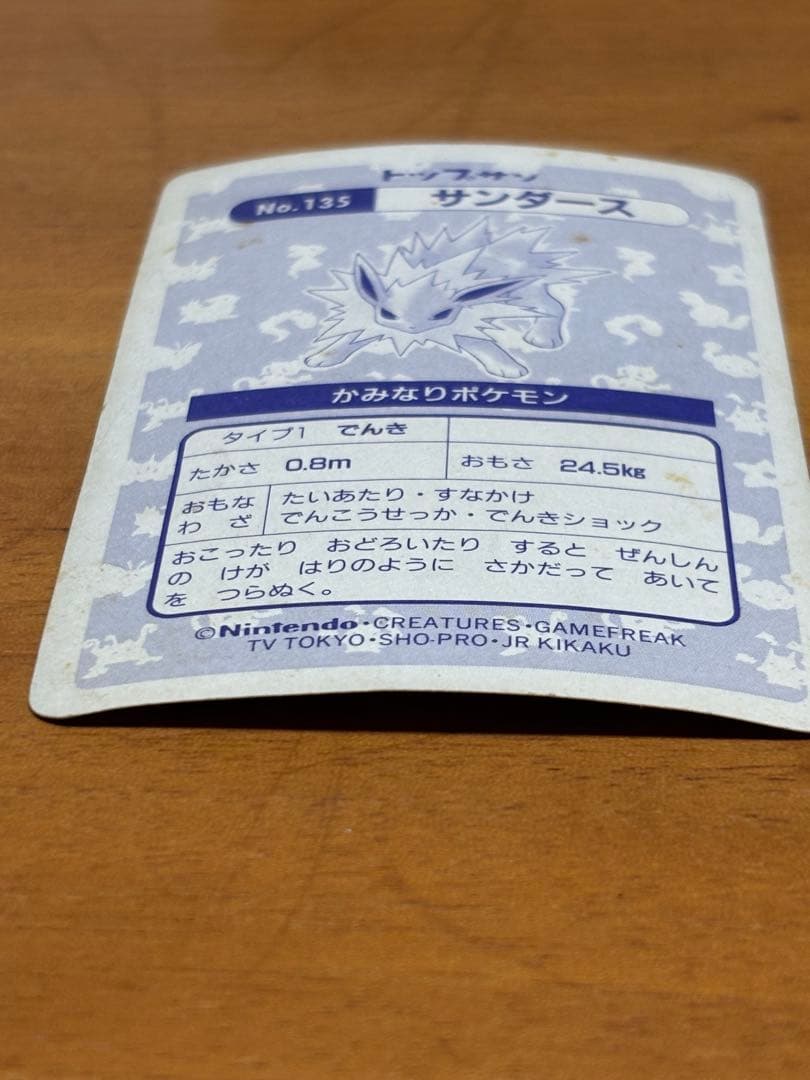 トップサン
No.135 サンダース
かみなりポケモン
タイプ1 でんき
たかさ 0.8m おもさ 24.5kg
おもな たいあたり・すなかけ
わ ざ でんこうせっか・でんきショック
おこったり おどろいたり すると ぜんしん
の けが はりのように さかだって あいて
を つらぬく。
©Nintendo・CREATURES・GAMEFREAK
TV TOKYO・SHO-PRO・JR KIKAKU